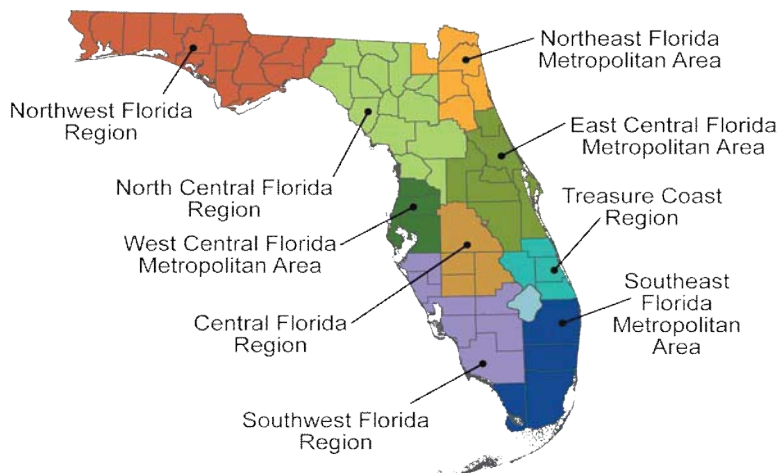 Northeast Florida
Metropolitan Area
Northwest Florida
Region
East Central Florida
Metropolitan Area
North Central Florida
Region
Treasure Coast
Region
West Central Florida
Metropolitan Area
Southeast
Florida
Metropolitan
Area
Central Florida
Region
Southwest Florida
Region